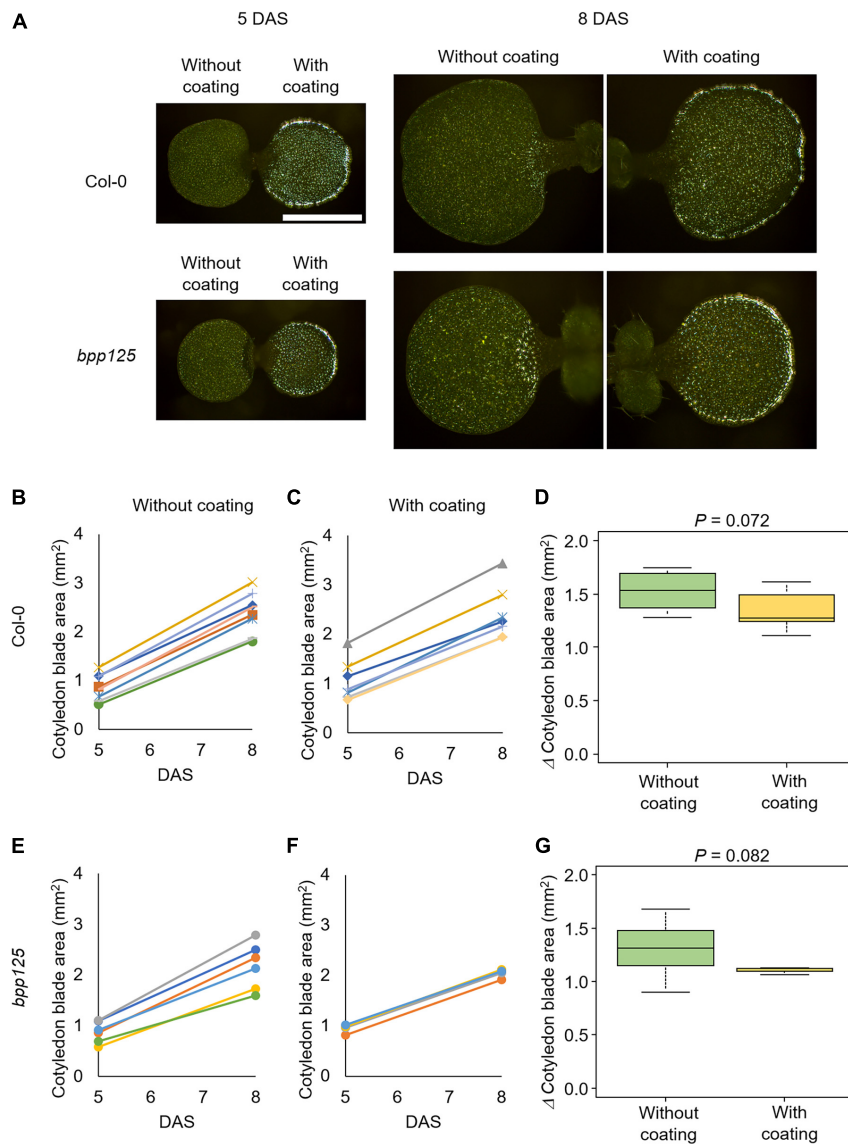 A
5 DAS
8 DAS
Without
coating
With
coating
Without coating
With coating
Col-0
Without
coating
With
coating
bpp125
B
Without coating
Cotyledon blade area (mm²)
4
3
2
1
0
5
6
7
8
DAS
Col-0
C
With coating
Cotyledon blade area (mm²)
4
3
2
1
0
5
6
7
8
DAS
D
P = 0.072
Δ Cotyledon blade area (mm²)
2.0
1.5
1.0
0.5
0.0
Without
coating
With
coating
E
Cotyledon blade area (mm²)
4
3
2
1
0
5
6
7
8
DAS
bpp125
F
Cotyledon blade area (mm²)
4
3
2
1
0
5
6
7
8
DAS
G
P = 0.082
Δ Cotyledon blade area (mm²)
2.0
1.5
1.0
0.5
0.0
Without
coating
With
coating